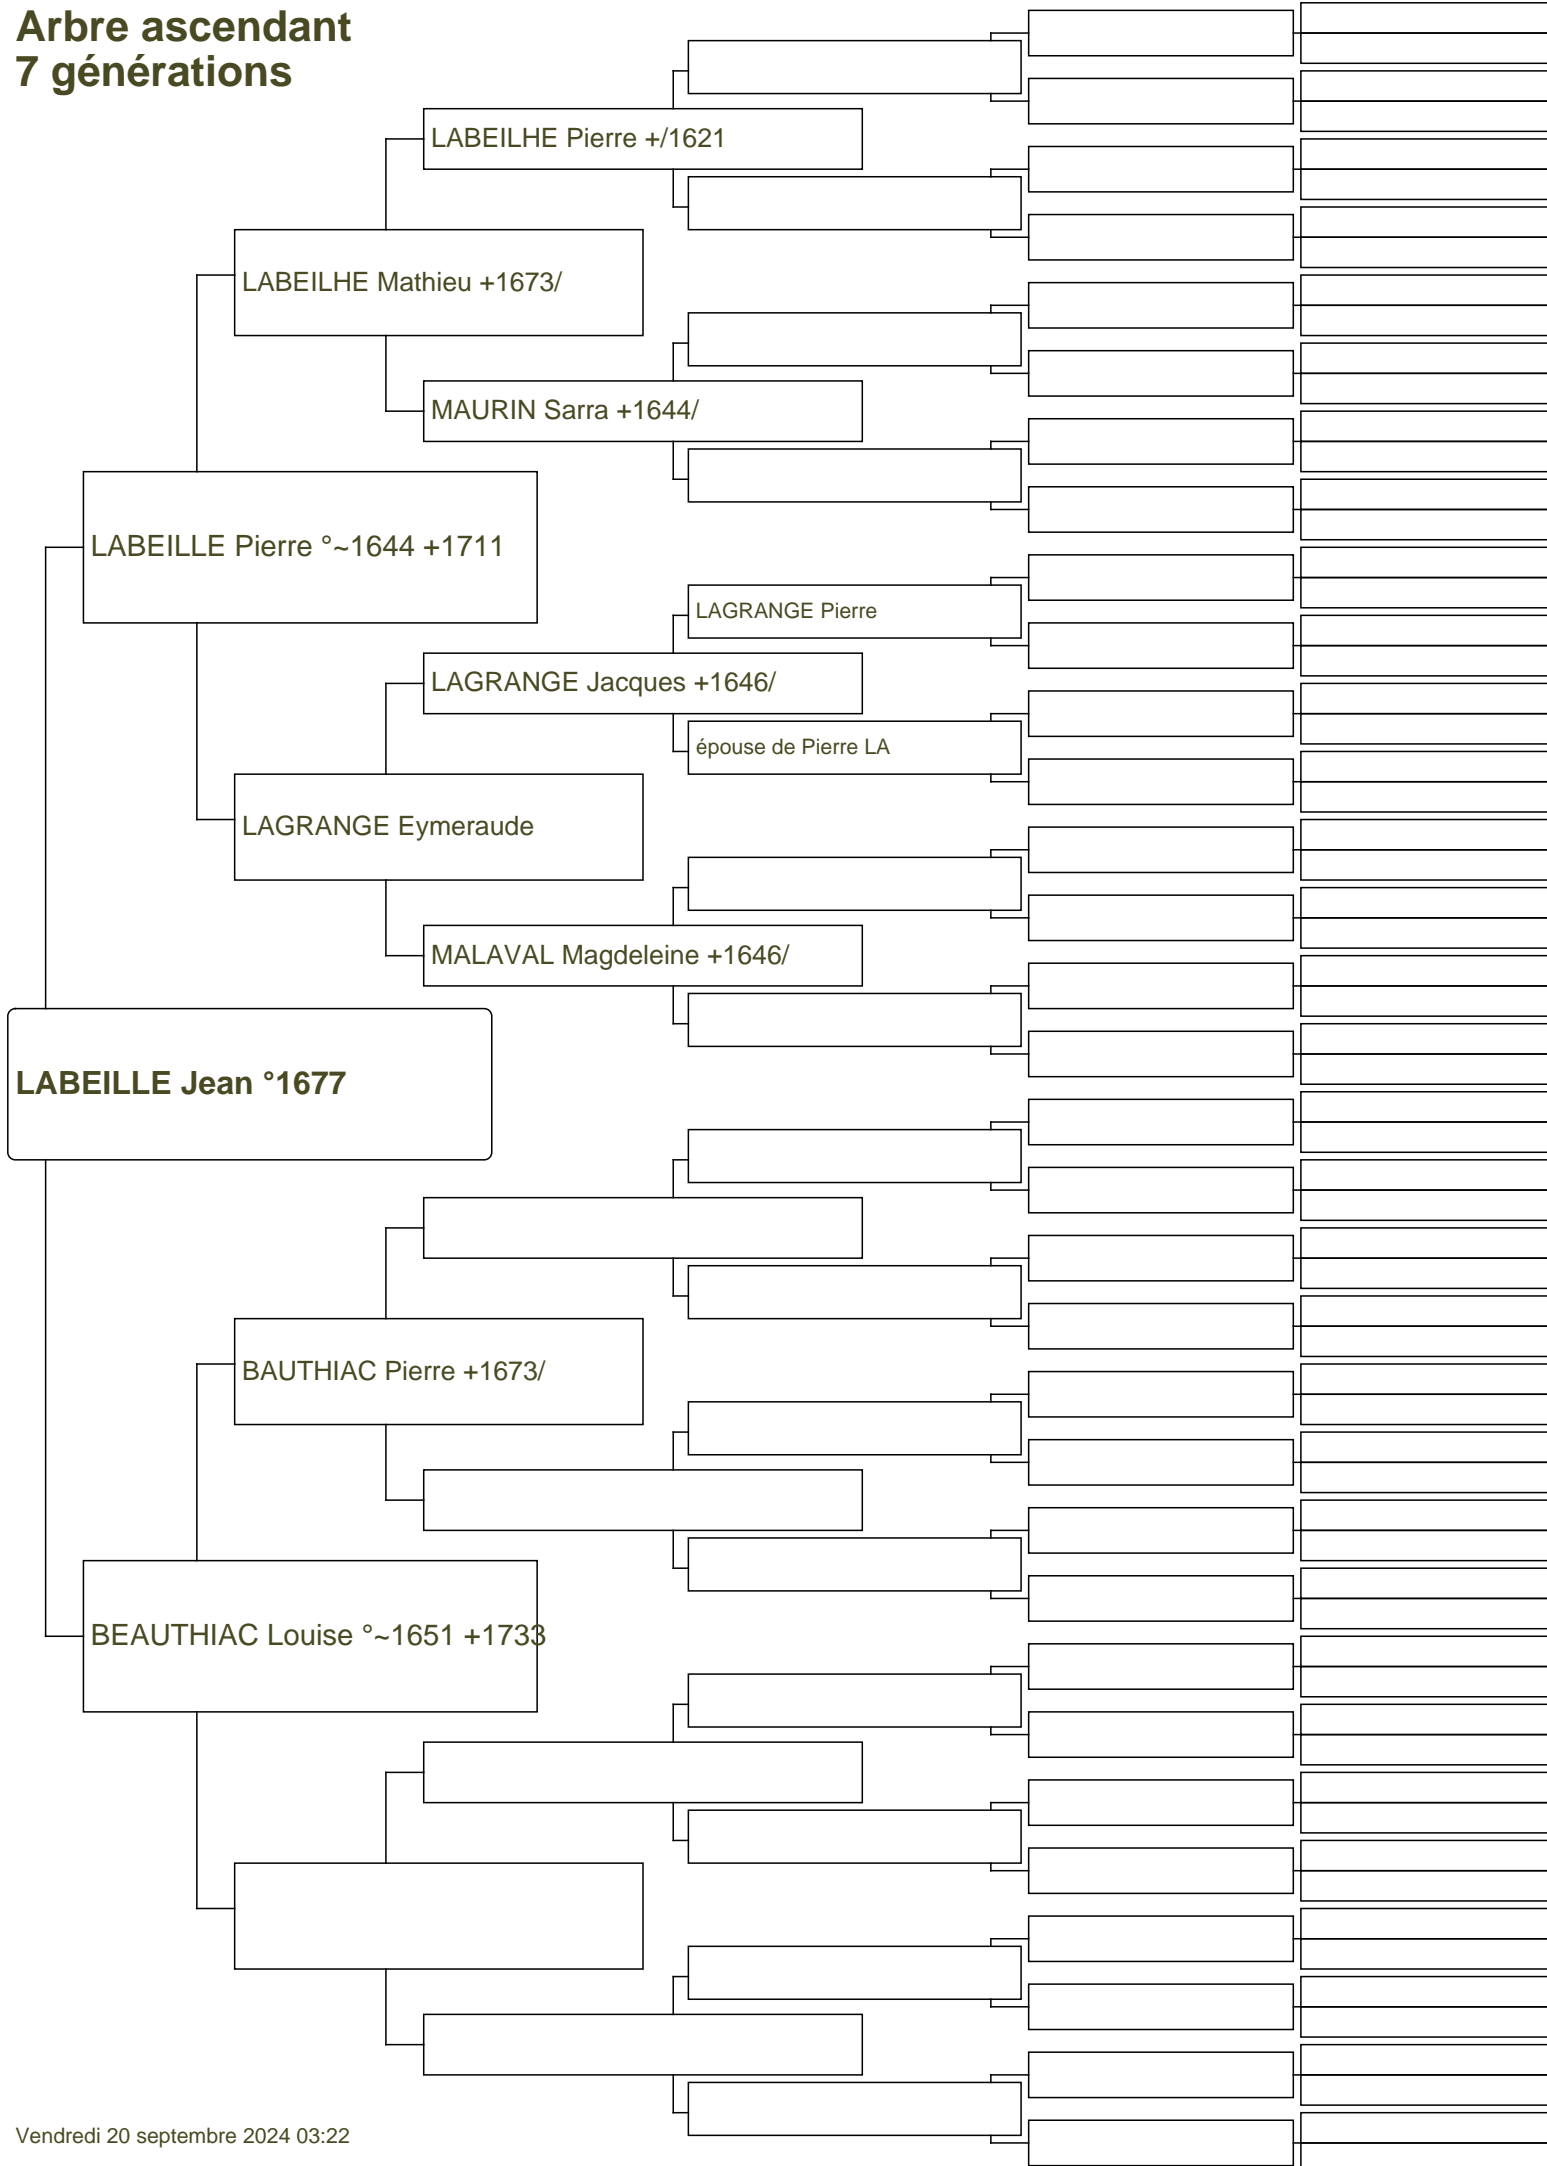 Arbre ascendant
7 générations
LABEILHE Pierre +/1621
LABEILHE Mathieu +1673/
MAURIN Sarra +1644/
LABEILLE Pierre °~1644 +1711
LAGRANGE Pierre
LAGRANGE Jacques +1646/
épouse de Pierre LA
LAGRANGE Eymeraude
MALAVAL Magdeleine +1646/
LABEILLE Jean °1677
BAUTHIAC Pierre +1673/
BEAUTHIAC Louise °~1651 +1733
Vendredi 20 septembre 2024 03:22